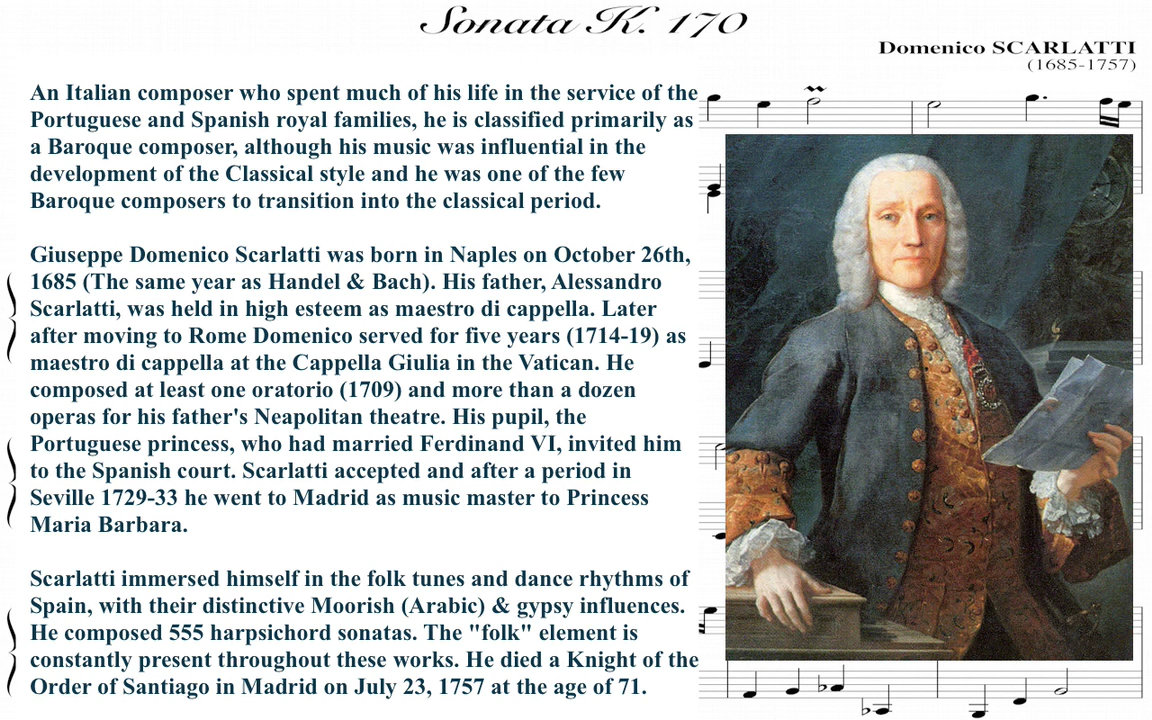 Sonata K. 170
Domenico SCARLATTI
(1685-1757)
An Italian composer who spent much of his life in the service of the
Portuguese and Spanish royal families, he is classified primarily as
a Baroque composer, although his music was influential in the
development of the Classical style and he was one of the few
Baroque composers to transition into the classical period.
Giuseppe Domenico Scarlatti was born in Naples on October 26th,
1685 (The same year as Handel & Bach). His father, Alessandro
Scarlatti, was held in high esteem as maestro di cappella. Later
after moving to Rome Domenico served for five years (1714-19) as
maestro di cappella at the Cappella Giulia in the Vatican. He
composed at least one oratorio (1709) and more than a dozen
operas for his father's Neapolitan theatre. His pupil, the
Portuguese princess, who had married Ferdinand VI, invited him
to the Spanish court. Scarlatti accepted and after a period in
Seville 1729-33 he went to Madrid as music master to Princess
Maria Barbara.
Scarlatti immersed himself in the folk tunes and dance rhythms of
Spain, with their distinctive Moorish (Arabic) & gypsy influences.
He composed 555 harpsichord sonatas. The "folk" element is
constantly present throughout these works. He died a Knight of the
Order of Santiago in Madrid on July 23, 1757 at the age of 71.